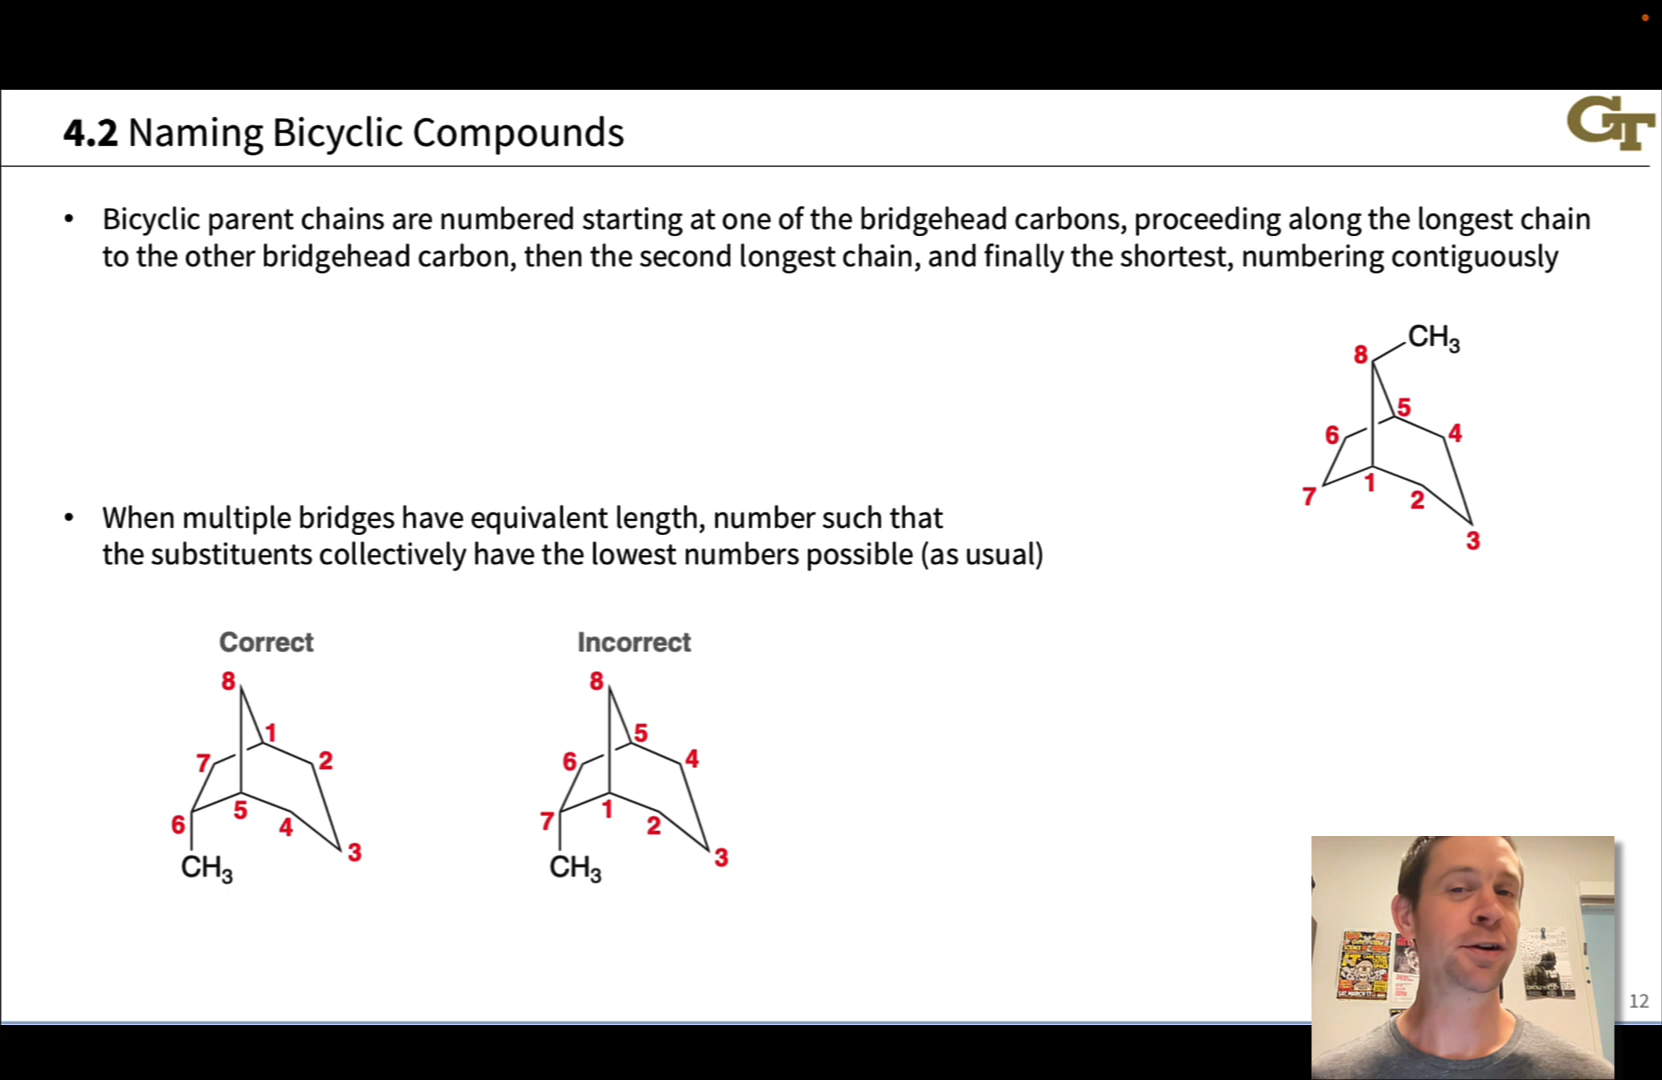 4.2 Naming Bicyclic Compounds
GT
• Bicyclic parent chains are numbered starting at one of the bridgehead carbons, proceeding along the longest chain
to the other bridgehead carbon, then the second longest chain, and finally the shortest, numbering contiguously
CH3
8
5
6
4
1
7
2
3
• When multiple bridges have equivalent length, number such that
the substituents collectively have the lowest numbers possible (as usual)
Correct
8
1
7
2
5
6
4
3
CH3
Incorrect
8
5
6
4
1
7
2
3
CH3
12